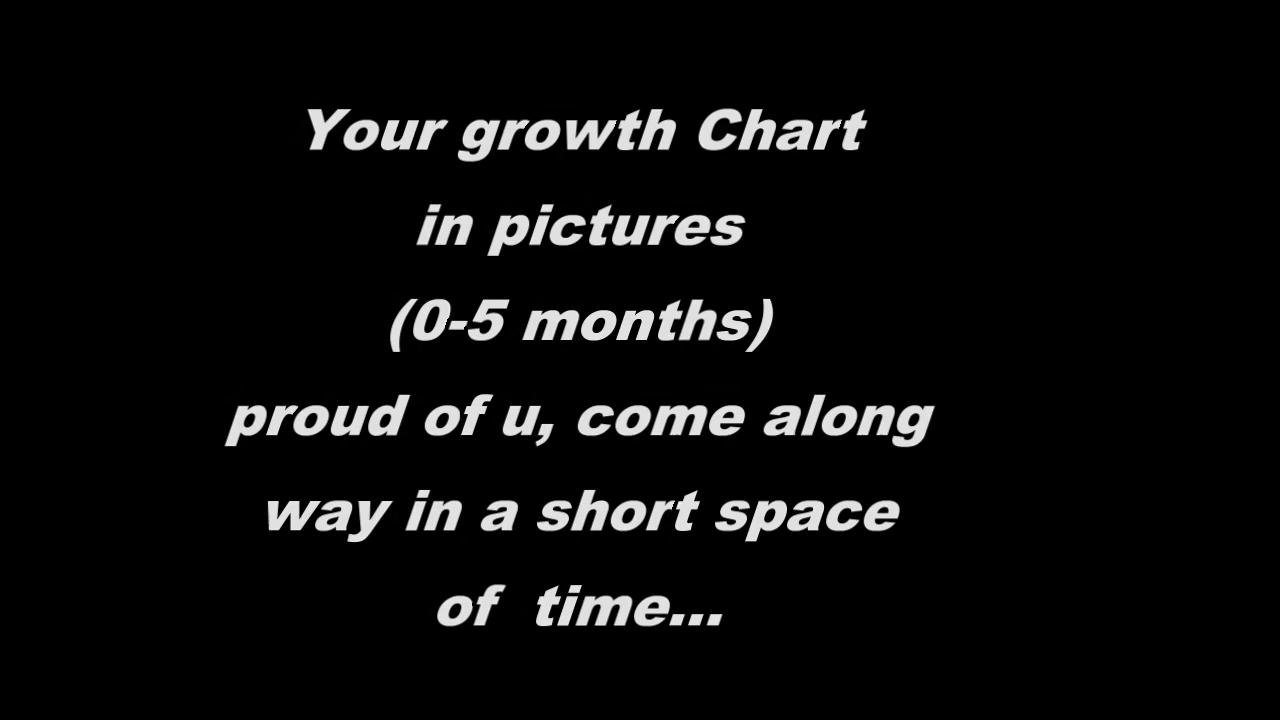 Your growth Chart
in pictures
(0-5 months)
proud of u, come along
way in a short space
of  time...